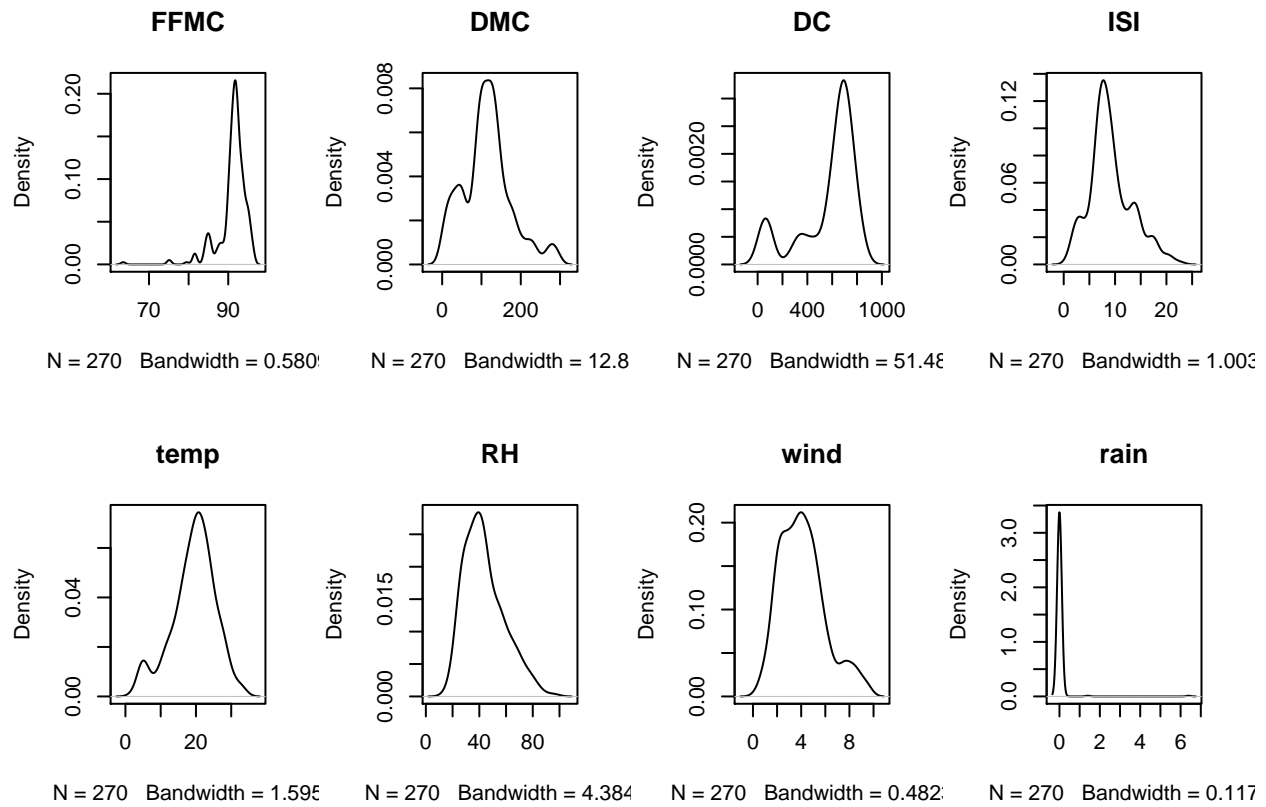 FFMC DMC DC ISI
Density
0.00 0.10 0.20
70 90
N = 270 Bandwidth = 0.580
Density
0.000 0.004 0.008
0 200
N = 270 Bandwidth = 12.8
Density
0.0000 0.0020
0 400 1000
N = 270 Bandwidth = 51.48
Density
0.00 0.06 0.12
0 10 20
N = 270 Bandwidth = 1.003
temp RH wind rain
Density
0.00 0.04
0 20
N = 270 Bandwidth = 1.595
Density
0.000 0.015
0 40 80
N = 270 Bandwidth = 4.384
Density
0.00 0.10 0.20
0 4 8
N = 270 Bandwidth = 0.482
Density
0.0 1.0 2.0 3.0
0 2 4 6
N = 270 Bandwidth = 0.117